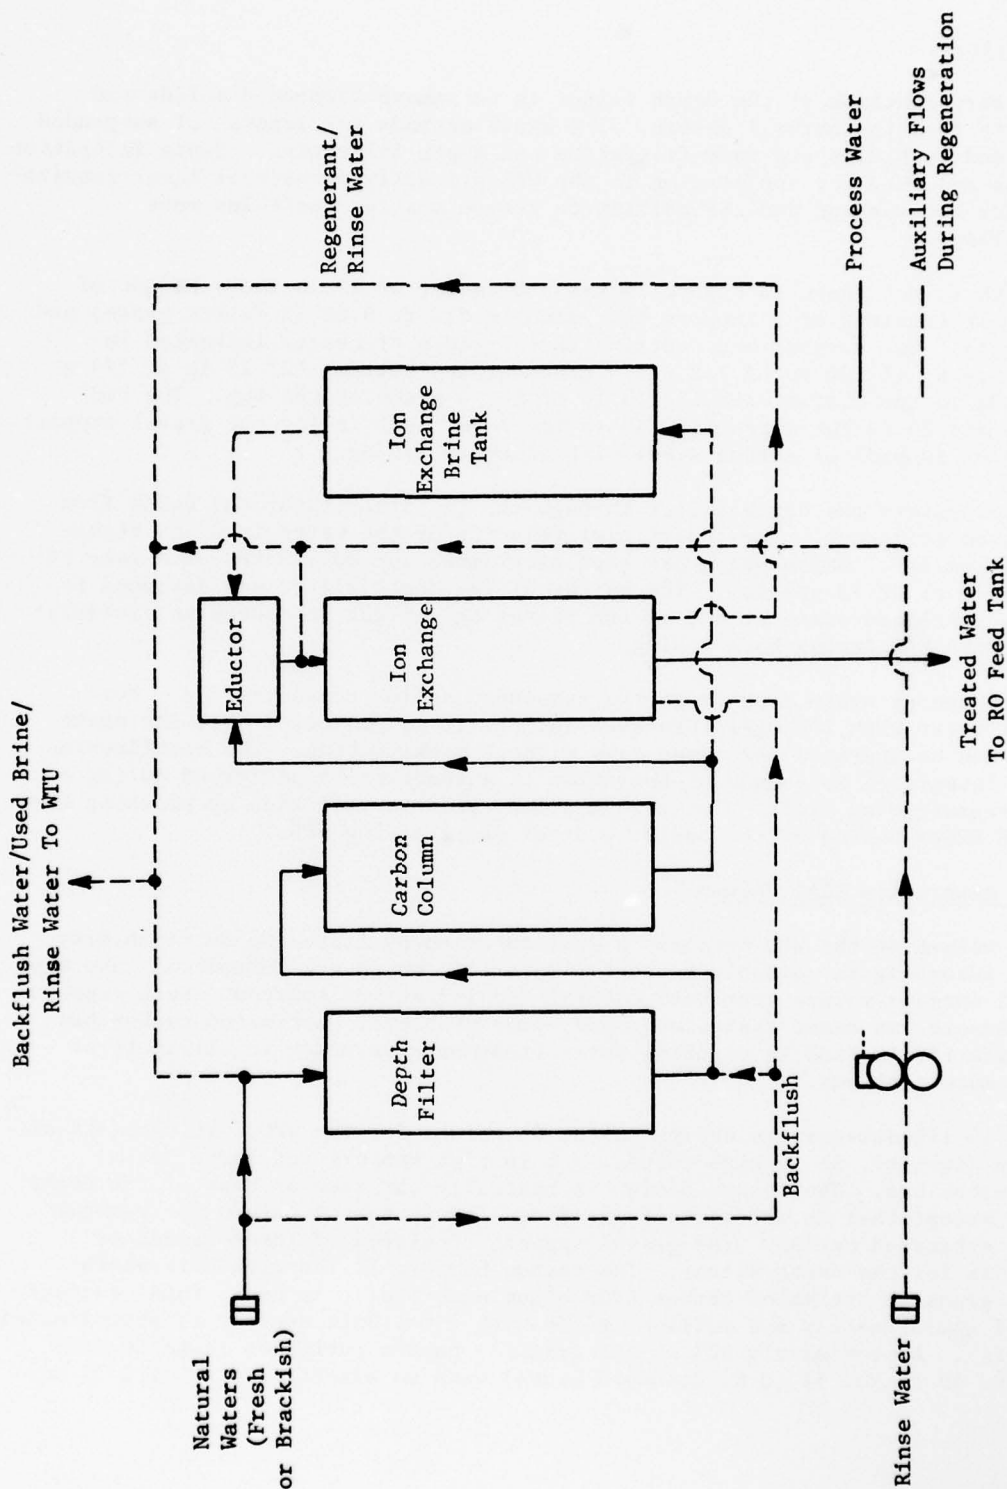 Backflush Water/Used Brine/
Rinse Water To WTU
Natural
Waters
(Fresh
or Brackish)
Depth
Filter
Carbon
Column
Eductor
Ion
Exchange
Ion
Exchange
Brine
Tank
Regenerant/
Rinse Water
Backflush
Rinse Water
Treated Water
To RO Feed Tank
Process Water
Auxiliary Flows
During Regeneration